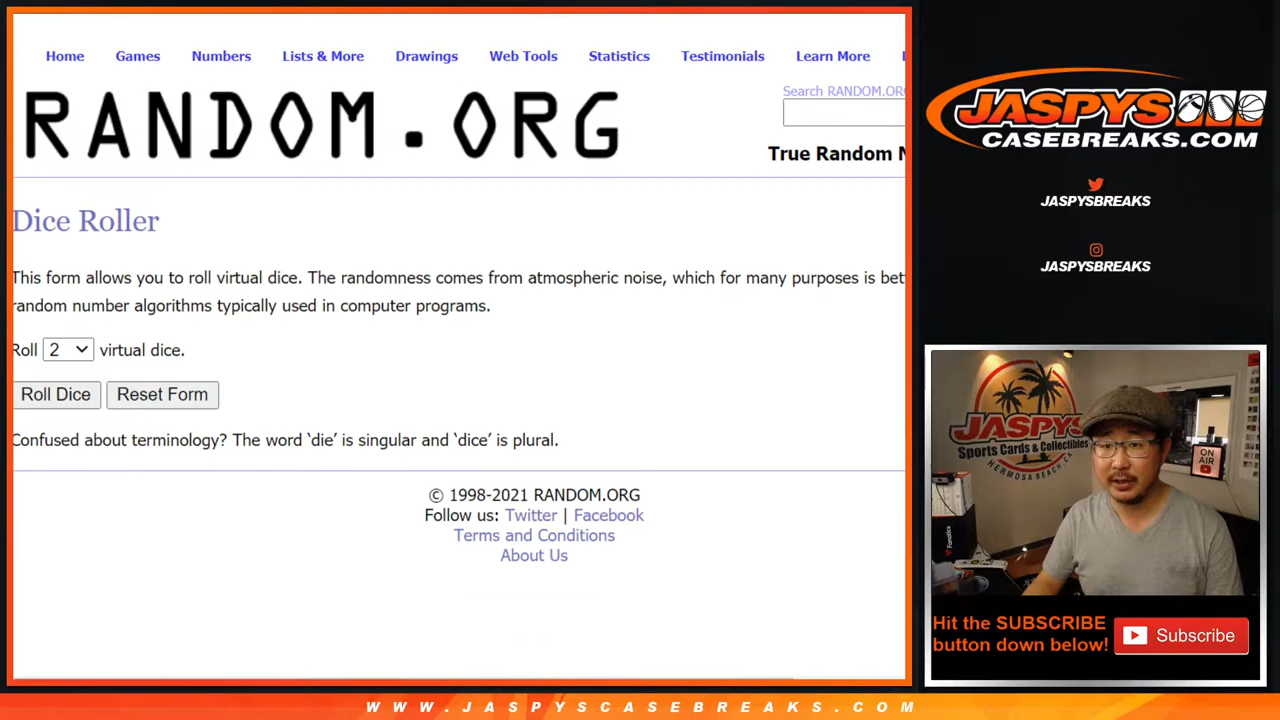 Home Games Numbers Lists & More Drawings Web Tools Statistics Testimonials Learn More
Search RANDOM.ORG
RANDOM.ORG
True Random N
Dice Roller
This form allows you to roll virtual dice. The randomness comes from atmospheric noise, which for many purposes is bet
random number algorithms typically used in computer programs.
Roll 2 virtual dice.
Roll Dice Reset Form
Confused about terminology? The word ‘die’ is singular and ‘dice’ is plural.
© 1998-2021 RANDOM.ORG
Follow us: Twitter | Facebook
Terms and Conditions
About Us
JASPYS
CASEBREAKS.COM
JASPYSBREAKS
JASPYSBREAKS
JASPYS
Sports Cards & Collectibles
HERMOSA BEACH, CA
ON
AIR
Fanatics
Hit the SUBSCRIBE
button down below!
Subscribe
WWW.JASPYSCASEBREAKS.COM